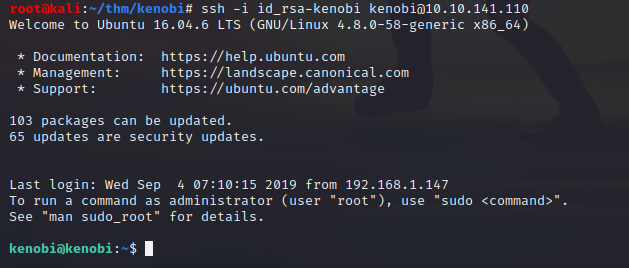 root@kali:~/thm/kenobi# ssh -i id_rsa-kenobi kenobi@10.10.141.110
Welcome to Ubuntu 16.04.6 LTS (GNU/Linux 4.8.0-58-generic x86_64)

 * Documentation:  https://help.ubuntu.com
 * Management:     https://landscape.canonical.com
 * Support:        https://ubuntu.com/advantage

103 packages can be updated.
65 updates are security updates.


Last login: Wed Sep  4 07:10:15 2019 from 192.168.1.147
To run a command as administrator (user "root"), use "sudo <command>".
See "man sudo_root" for details.

kenobi@kenobi:~$